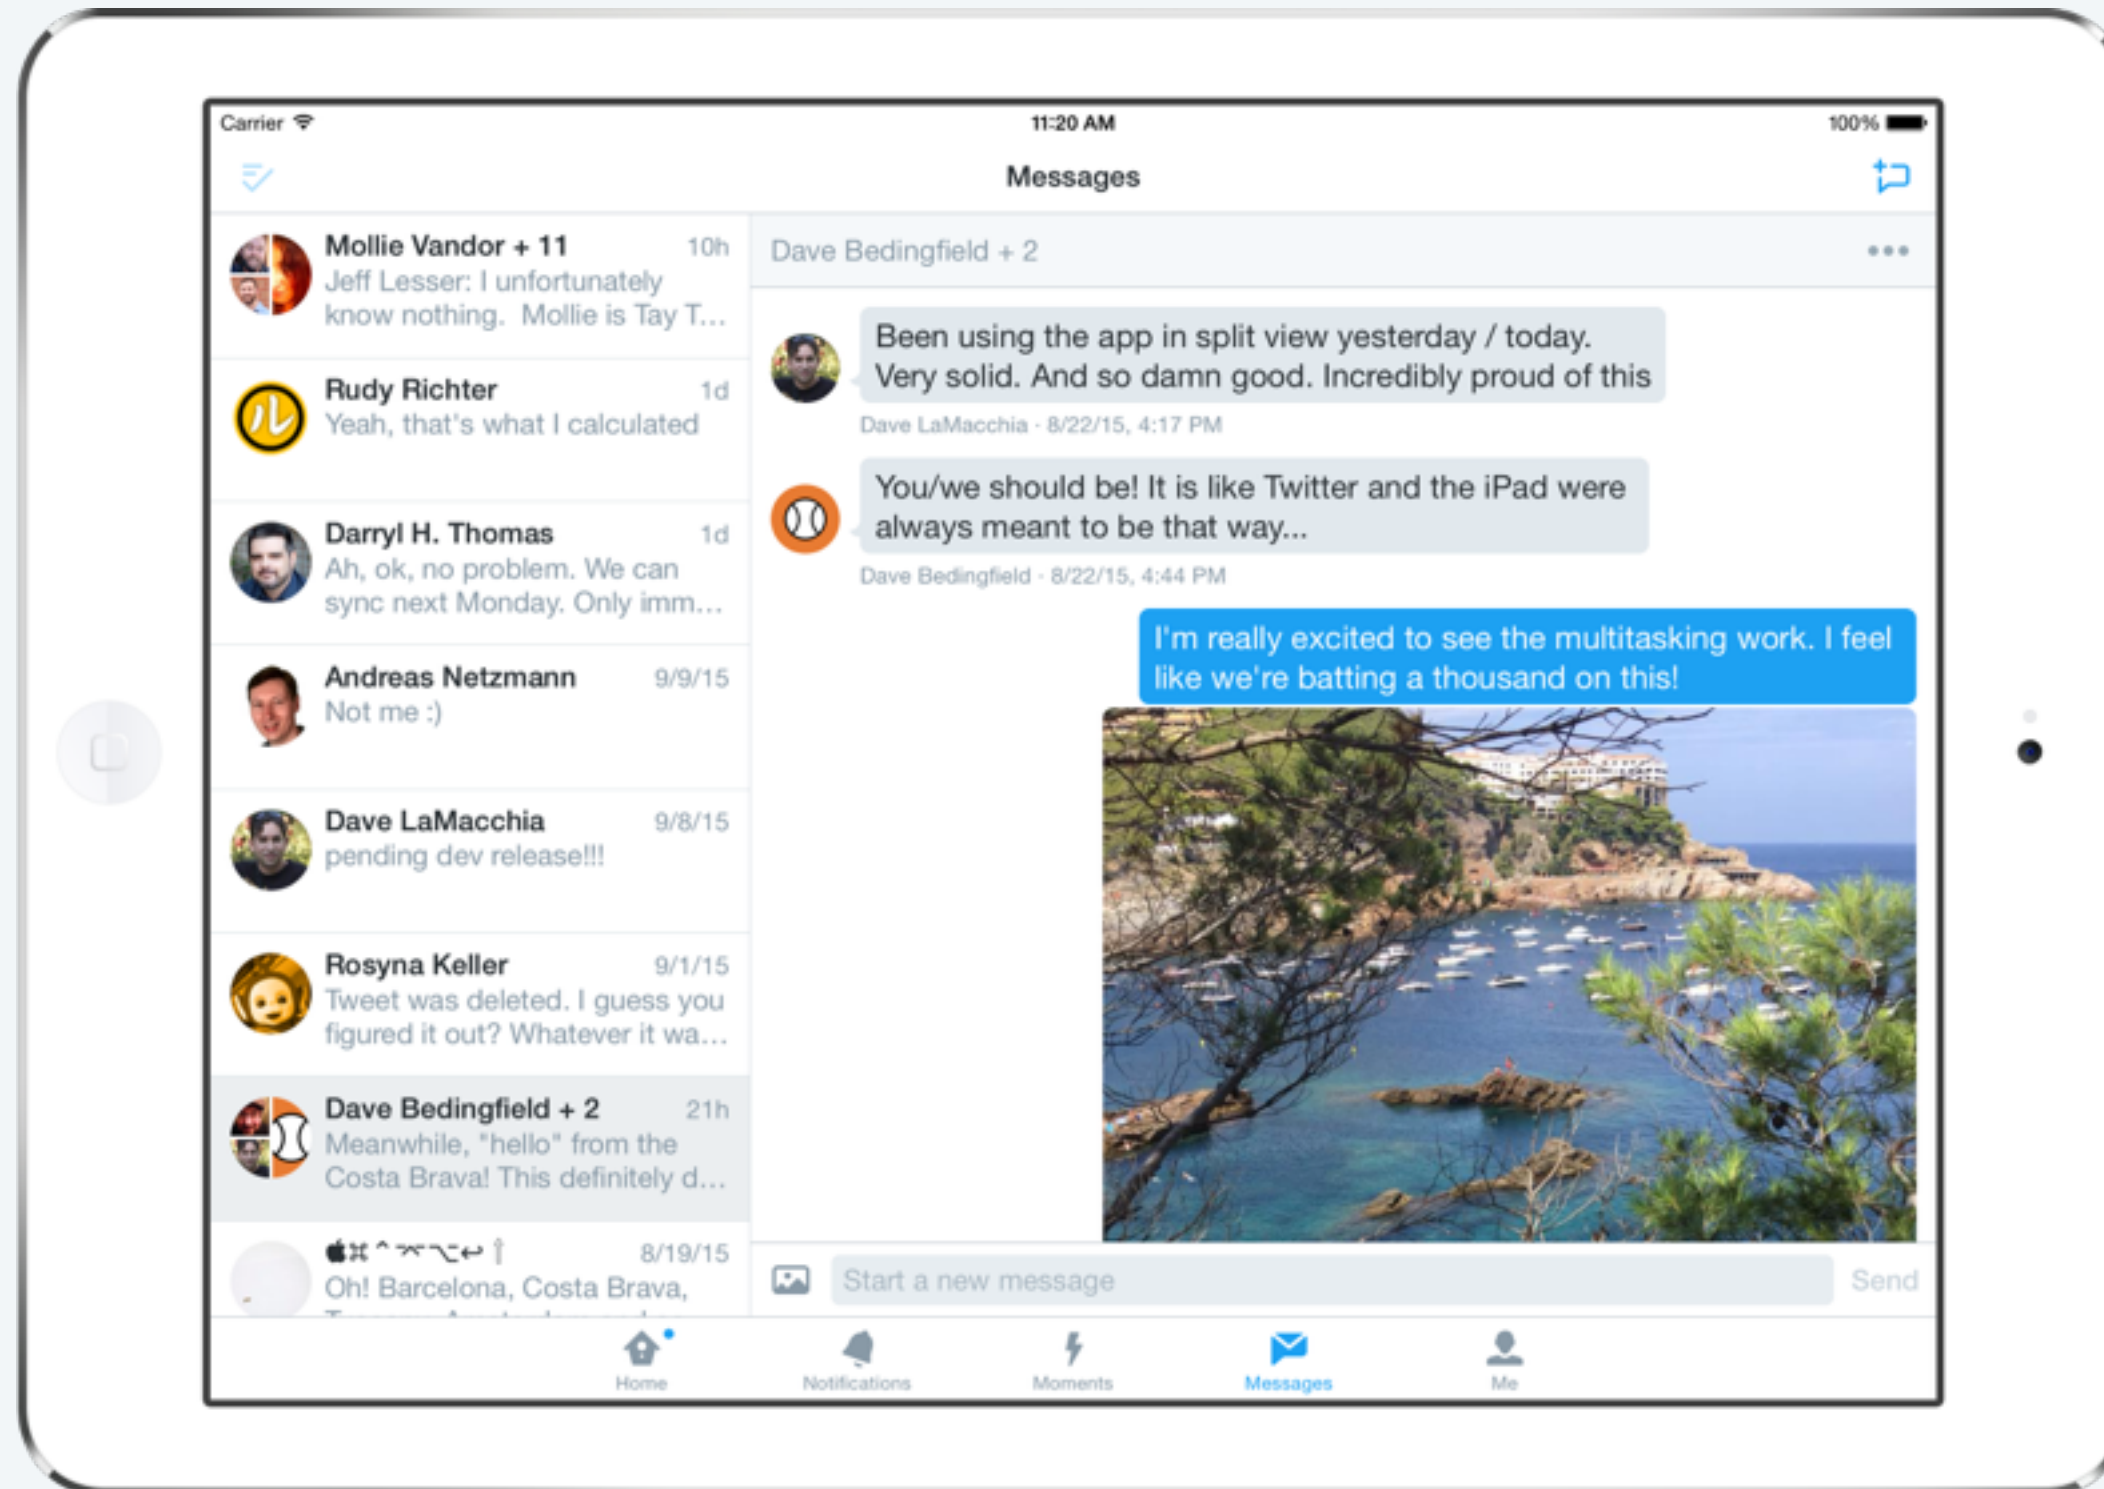 Carrier
11:20 AM
100%
Messages
Mollie Vandor + 11 10h
Jeff Lesser: I unfortunately
know nothing.  Mollie is Tay T...
Rudy Richter 1d
Yeah, that's what I calculated
Darryl H. Thomas 1d
Ah, ok, no problem. We can
sync next Monday. Only imm...
Andreas Netzmann 9/9/15
Not me :)
Dave LaMacchia 9/8/15
pending dev release!!!
Rosyna Keller 9/1/15
Tweet was deleted. I guess you
figured it out? Whatever it wa...
Dave Bedingfield + 2 21h
Meanwhile, "hello" from the
Costa Brava! This definitely d...
⌘⌃⌤⌥↩⇧ 8/19/15
Oh! Barcelona, Costa Brava,
ル
Dave Bedingfield + 2
Been using the app in split view yesterday / today.
Very solid. And so damn good. Incredibly proud of this
Dave LaMacchia · 8/22/15, 4:17 PM
You/we should be! It is like Twitter and the iPad were
always meant to be that way...
Dave Bedingfield · 8/22/15, 4:44 PM
I'm really excited to see the multitasking work. I feel
like we're batting a thousand on this!
Start a new message
Send
Home
Notifications
Moments
Messages
Me